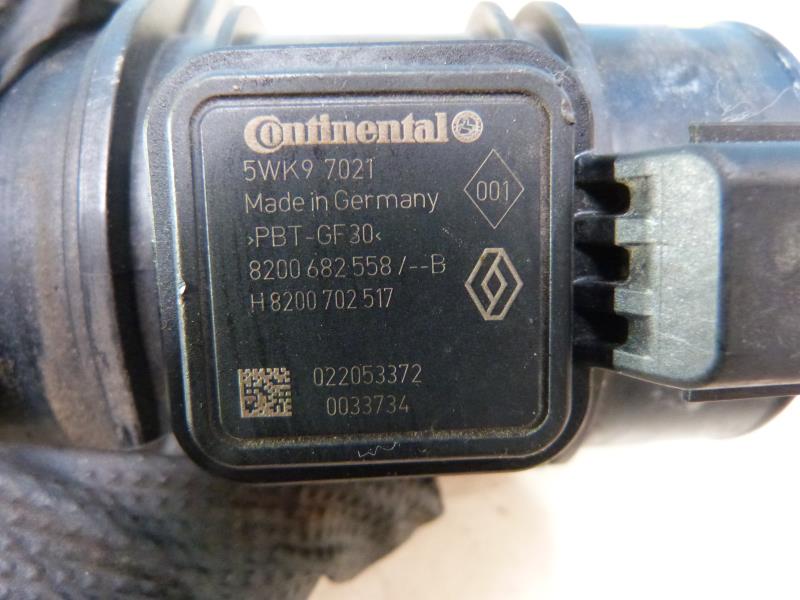 Continental
5WK9 7021
001
Made in Germany
>PBT-GF30<
8200 682 558 /--B
H 8200 702 517
022053372
0033734